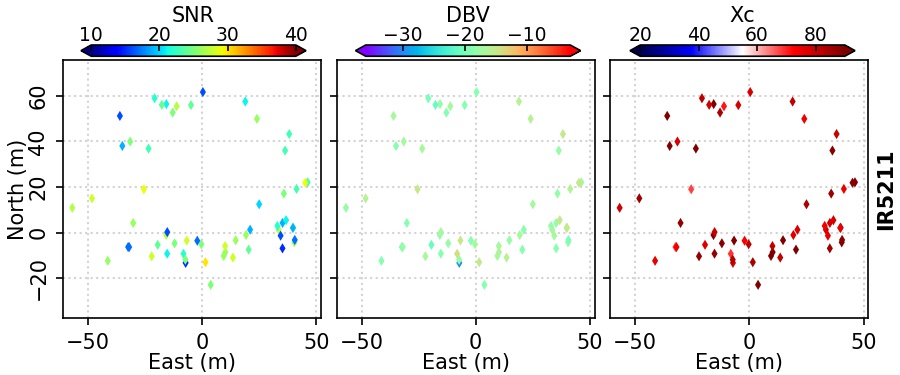 SNR DBV Xc
10 20 30 40 −30 −20 −10 20 40 60 80
60
40
20
0
−20
North (m)
−50 0 50 −50 0 50 −50 0 50
East (m) East (m) East (m)
IR5211